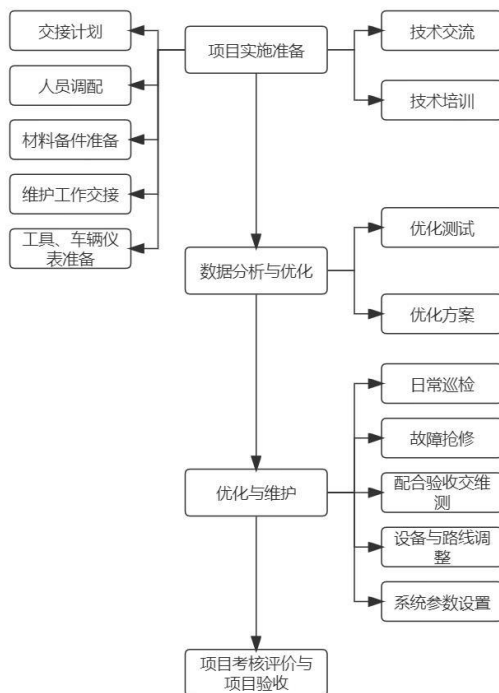 交接计划
项目实施准备
技术交流
人员调配
技术培训
材料备件准备
维护工作交接
工具、车辆仪
表准备
优化测试
数据分析与优化
优化方案
日常巡检
故障抢修
优化与维护
配合验收交维
测
设备与路线调
整
系统参数设置
项目考核评价与
项目验收